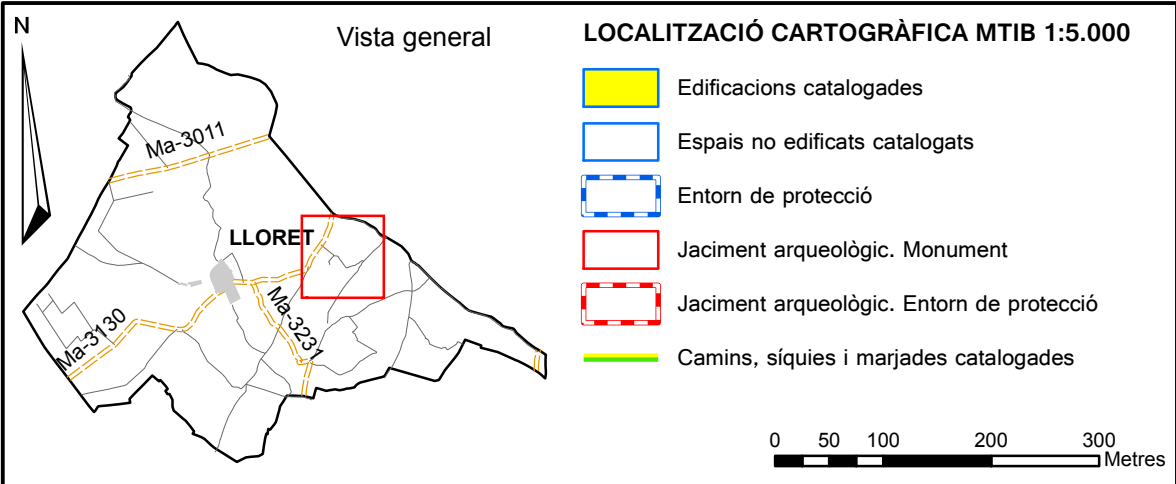 N
Vista general
Ma-3011
LLORET
Ma-3231
Ma-3130
LOCALITZACIÓ CARTOGRÀFICA MTIB 1:5.000
Edificacions catalogades
Espais no edificats catalogats
Entorn de protecció
Jaciment arqueològic. Monument
Jaciment arqueològic. Entorn de protecció
Camins, síquies i marjades catalogades
0 50 100 200 300
Metres